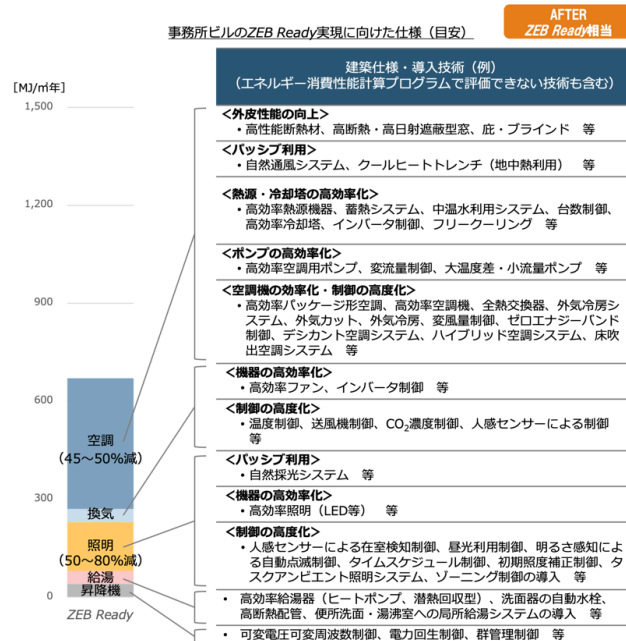 AFTER
ZEB Ready相当
事務所ビルのZEB Ready実現に向けた仕様（目安）
[MJ/㎡年]
1,500
1,200
900
600
300
0
空調
（45～50%減）
換気
照明
（50～80%減）
給湯
昇降機
ZEB Ready
建築仕様・導入技術（例）
（エネルギー消費性能計算プログラムで評価できない技術も含む）
＜外皮性能の向上＞
・高性能断熱材、高断熱・高日射遮蔽型窓、庇・ブラインド　等
＜パッシブ利用＞
・自然通風システム、クールヒートトレンチ（地中熱利用）　等
＜熱源・冷却塔の高効率化＞
・高効率熱源機器、蓄熱システム、中温水利用システム、台数制御、
高効率冷却塔、インバータ制御、フリークーリング　等
＜ポンプの高効率化＞
・高効率空調用ポンプ、変流量制御、大温度差・小流量ポンプ　等
＜空調機の効率化・制御の高度化＞
・高効率パッケージ形空調、高効率空調機、全熱交換器、外気冷房シ
ステム、外気カット、外気冷房、変風量制御、ゼロエナジーバンド
制御、デシカント空調システム、ハイブリッド空調システム、床吹
出空調システム　等
＜機器の高効率化＞
・高効率ファン、インバータ制御　等
＜制御の高度化＞
・温度制御、送風機制御、CO₂濃度制御、人感センサーによる制御
等
＜パッシブ利用＞
・自然採光システム　等
＜機器の高効率化＞
・高効率照明（LED等）　等
＜制御の高度化＞
・人感センサーによる在室検知制御、昼光利用制御、明るさ感知によ
る自動点滅制御、タイムスケジュール制御、初期照度補正制御、タ
スクアンビエント照明システム、ゾーニング制御の導入　等
・高効率給湯器（ヒートポンプ、潜熱回収型）、洗面器の自動水栓、
高断熱配管、便所洗面・湯沸室への局所給湯システムの導入　等
・可変電圧可変周波数制御、電力回生制御、群管理制御　等